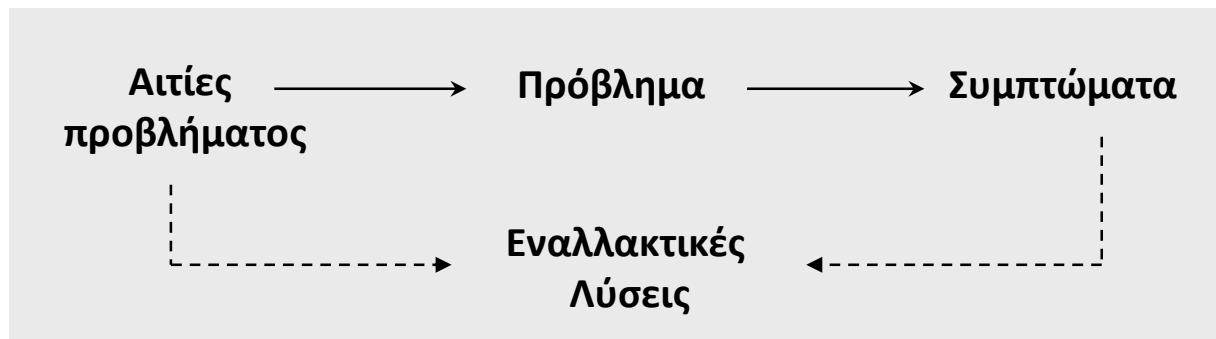 Αιτίες
προβλήματος
Πρόβλημα
Συμπτώματα
Εναλλακτικές
Λύσεις